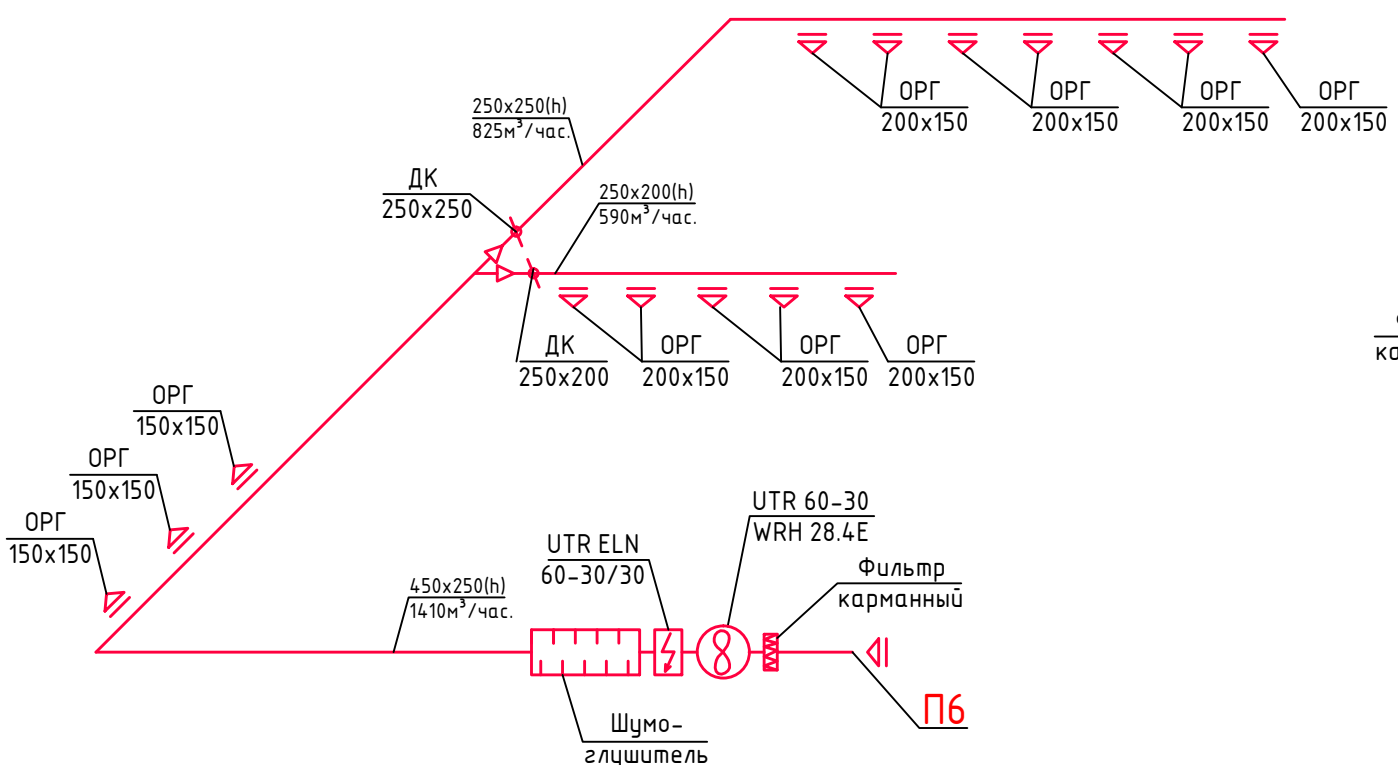 ОРГ
200x150
ОРГ
200x150
ОРГ
200x150
ОРГ
200x150
250x250(h)
825м³/час.
ДК
250x250
250x200(h)
590м³/час.
ДК
250x200
ОРГ
200x150
ОРГ
200x150
ОРГ
200x150
ОРГ
150x150
ОРГ
150x150
ОРГ
150x150
UTR 60-30
WRH 28.4E
UTR ELN
60-30/30
Фильтр
карманный
450x250(h)
1410м³/час.
П6
Шумо-
глушитель